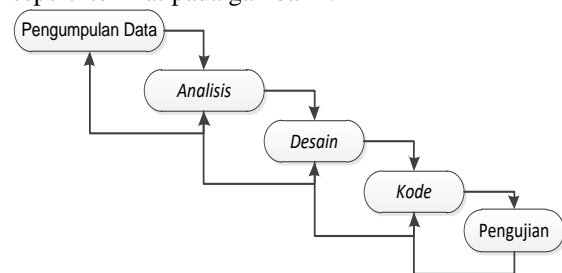 Pengumpulan Data
Analisis
Desain
Kode
Pengujian